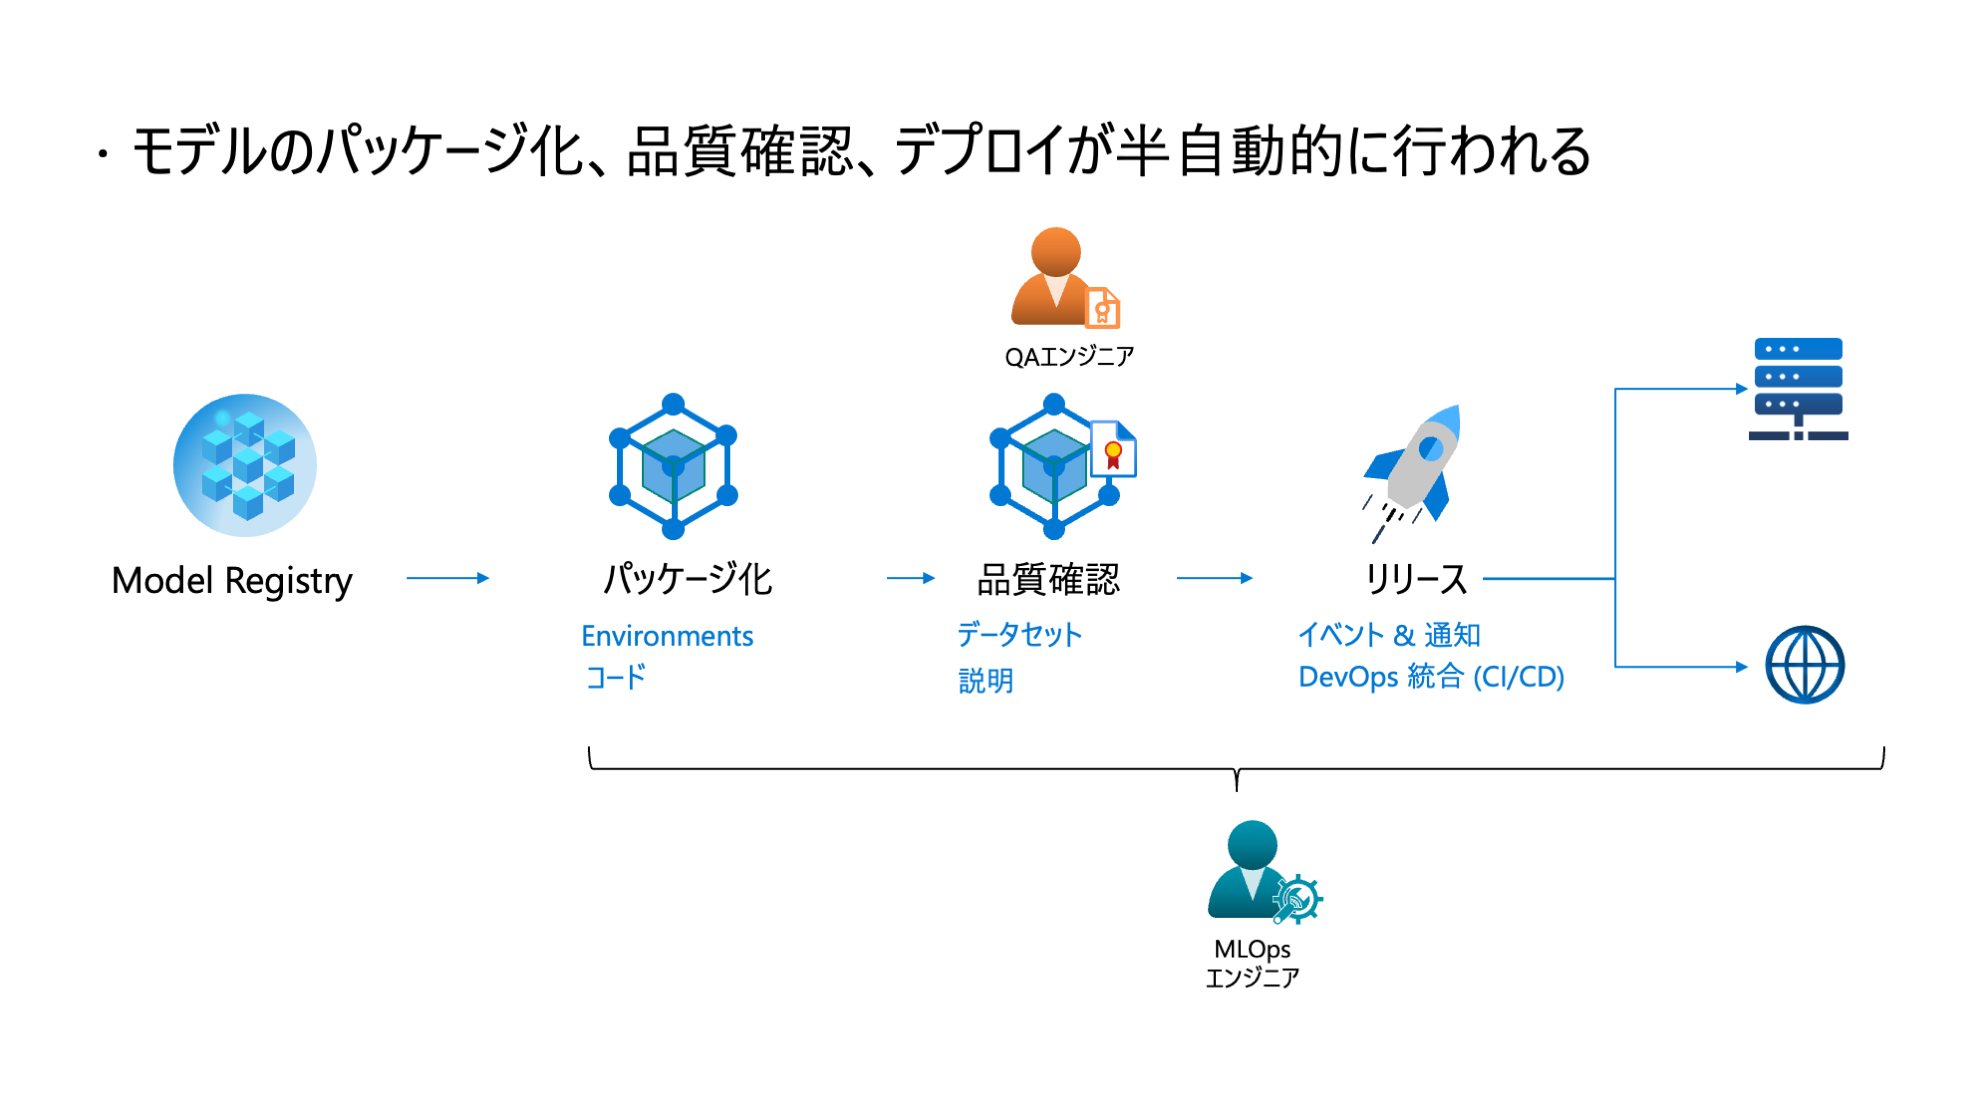 ・モデルのパッケージ化、品質確認、デプロイが半自動的に行われる
QAエンジニア
Model Registry
パッケージ化
Environments
コード
品質確認
データセット
説明
リリース
イベント & 通知
DevOps 統合 (CI/CD)
MLOps
エンジニア